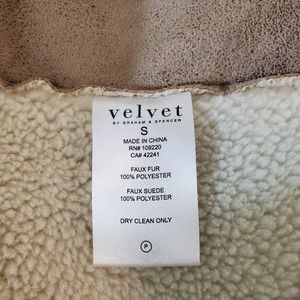 velvet
BY GRAHAM & SPENCER
S
MADE IN CHINA
RN# 109220
CA# 42241
FAUX FUR
100% POLYESTER
FAUX SUEDE
100% POLYESTER
DRY CLEAN ONLY
P